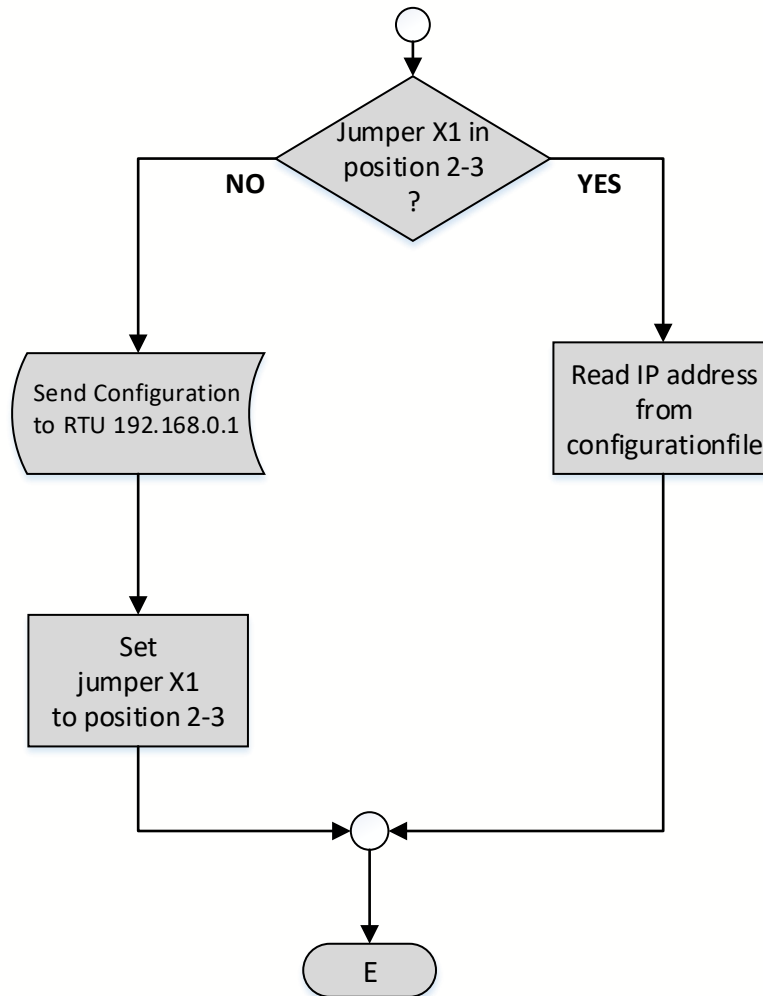 Jumper X1 in
position 2-3
?
NO
YES
Send Configuration
to RTU 192.168.0.1
Read IP address
from
configurationfile
Set
jumper X1
to position 2-3
E